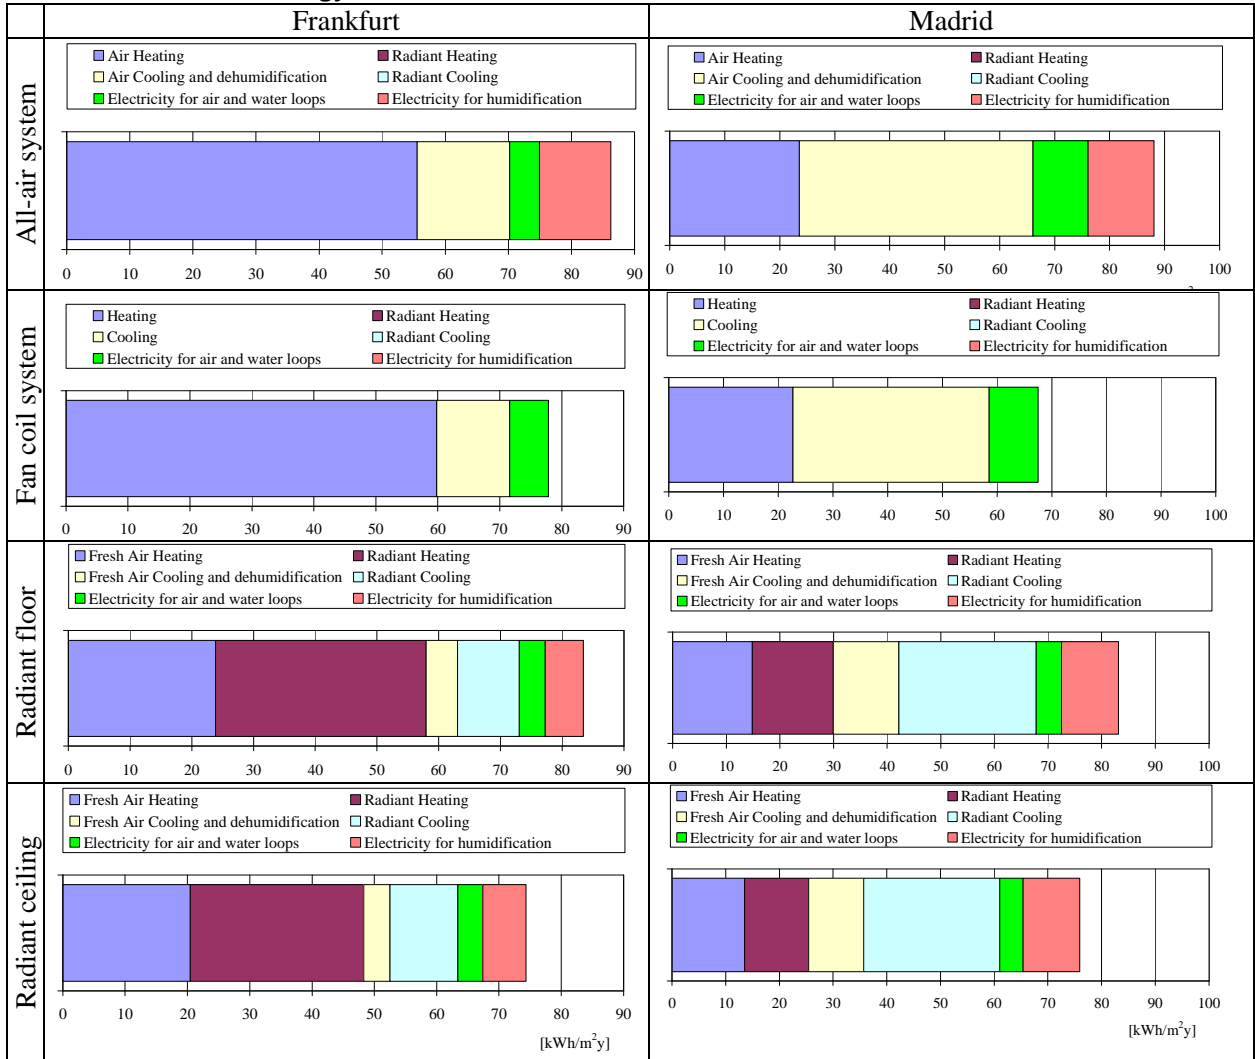 Frankfurt
Madrid
All-air system
Air Heating Radiant Heating
Air Cooling and dehumidification Radiant Cooling
Electricity for air and water loops Electricity for humidification
0 10 20 30 40 50 60 70 80 90
Air Heating Radiant Heating
Air Cooling and dehumidification Radiant Cooling
Electricity for air and water loops Electricity for humidification
0 10 20 30 40 50 60 70 80 90 100
Fan coil system
Heating Radiant Heating
Cooling Radiant Cooling
Electricity for air and water loops Electricity for humidification
0 10 20 30 40 50 60 70 80 90
Heating Radiant Heating
Cooling Radiant Cooling
Electricity for air and water loops Electricity for humidification
0 10 20 30 40 50 60 70 80 90 100
Radiant floor
Fresh Air Heating Radiant Heating
Fresh Air Cooling and dehumidification Radiant Cooling
Electricity for air and water loops Electricity for humidification
0 10 20 30 40 50 60 70 80 90
Fresh Air Heating Radiant Heating
Fresh Air Cooling and dehumidification Radiant Cooling
Electricity for air and water loops Electricity for humidification
0 10 20 30 40 50 60 70 80 90 100
Radiant ceiling
Fresh Air Heating Radiant Heating
Fresh Air Cooling and dehumidification Radiant Cooling
Electricity for air and water loops Electricity for humidification
0 10 20 30 40 50 60 70 80 90
[kWh/m²y]
Fresh Air Heating Radiant Heating
Fresh Air Cooling and dehumidification Radiant Cooling
Electricity for air and water loops Electricity for humidification
0 10 20 30 40 50 60 70 80 90 100
[kWh/m²y]